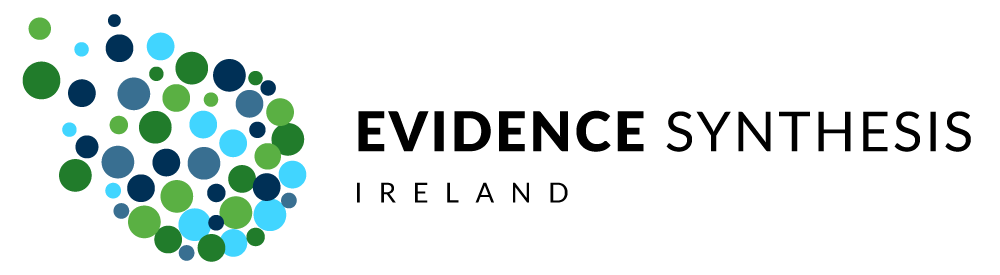 EVIDENCE SYNTHESIS
IRELAND